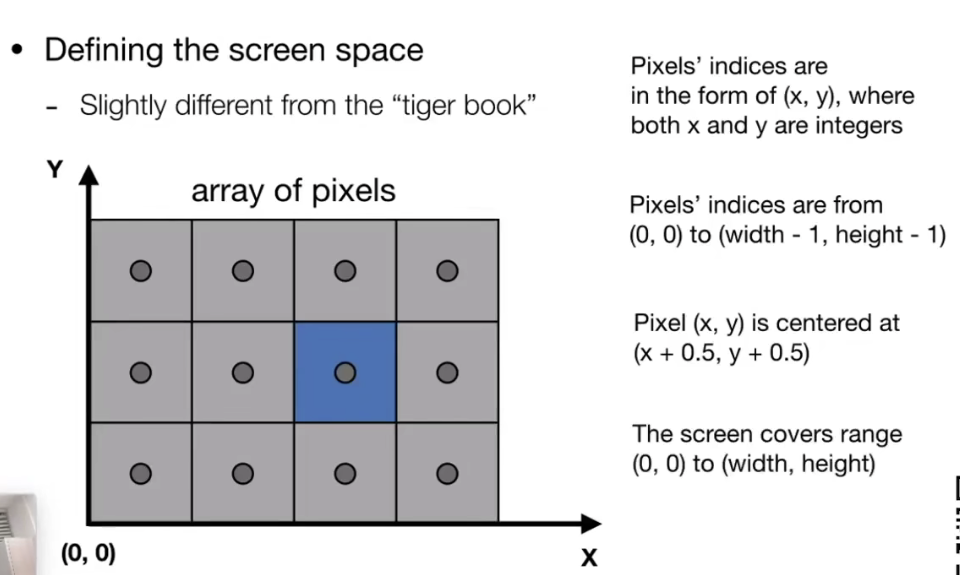 • Defining the screen space
- Slightly different from the “tiger book”
Y
array of pixels
(0, 0)
X
Pixels’ indices are
in the form of (x, y), where
both x and y are integers
Pixels’ indices are from
(0, 0) to (width - 1, height - 1)
Pixel (x, y) is centered at
(x + 0.5, y + 0.5)
The screen covers range
(0, 0) to (width, height)